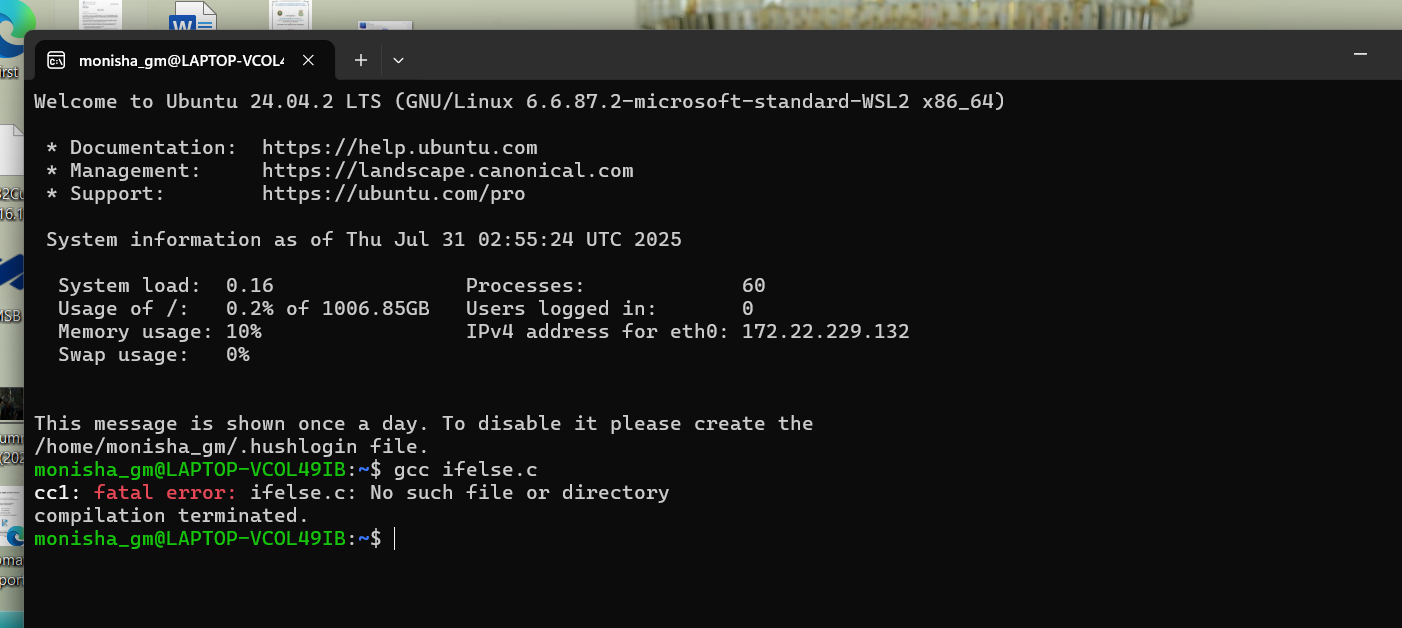 monisha_gm@LAPTOP-VCOL4
Welcome to Ubuntu 24.04.2 LTS (GNU/Linux 6.6.87.2-microsoft-standard-WSL2 x86_64)
* Documentation:  https://help.ubuntu.com
* Management:     https://landscape.canonical.com
* Support:        https://ubuntu.com/pro
System information as of Thu Jul 31 02:55:24 UTC 2025
System load:  0.16                Processes:             60
Usage of /:   0.2% of 1006.85GB   Users logged in:       0
Memory usage: 10%                 IPv4 address for eth0: 172.22.229.132
Swap usage:   0%
This message is shown once a day. To disable it please create the
/home/monisha_gm/.hushlogin file.
monisha_gm@LAPTOP-VCOL49IB:~$ gcc ifelse.c
cc1: fatal error: ifelse.c: No such file or directory
compilation terminated.
monisha_gm@LAPTOP-VCOL49IB:~$